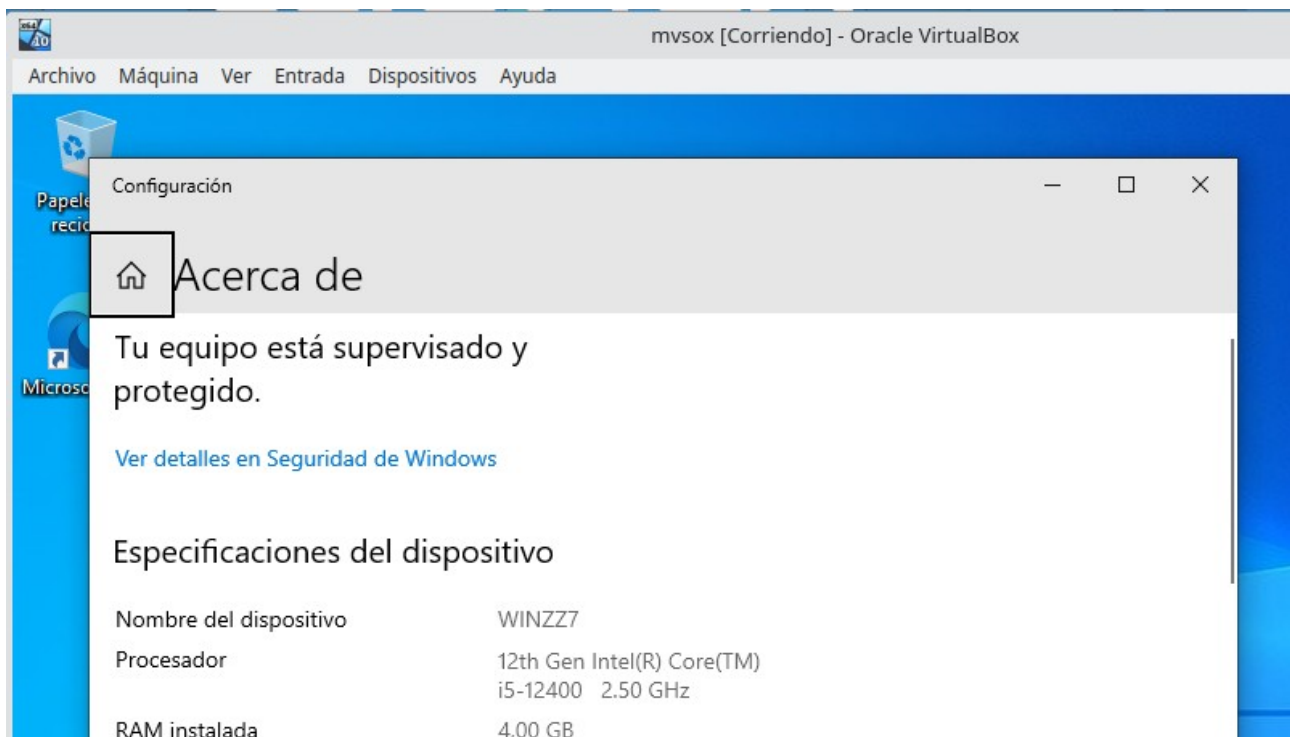 x64
10
mvsox [Corriendo] - Oracle VirtualBox
Archivo Máquina Ver Entrada Dispositivos Ayuda
Configuración
Acerca de
Tu equipo está supervisado y
protegido.
Ver detalles en Seguridad de Windows
Especificaciones del dispositivo
Nombre del dispositivo WINZZ7
Procesador 12th Gen Intel(R) Core(TM)
i5-12400 2.50 GHz
RAM instalada 4.00 GB